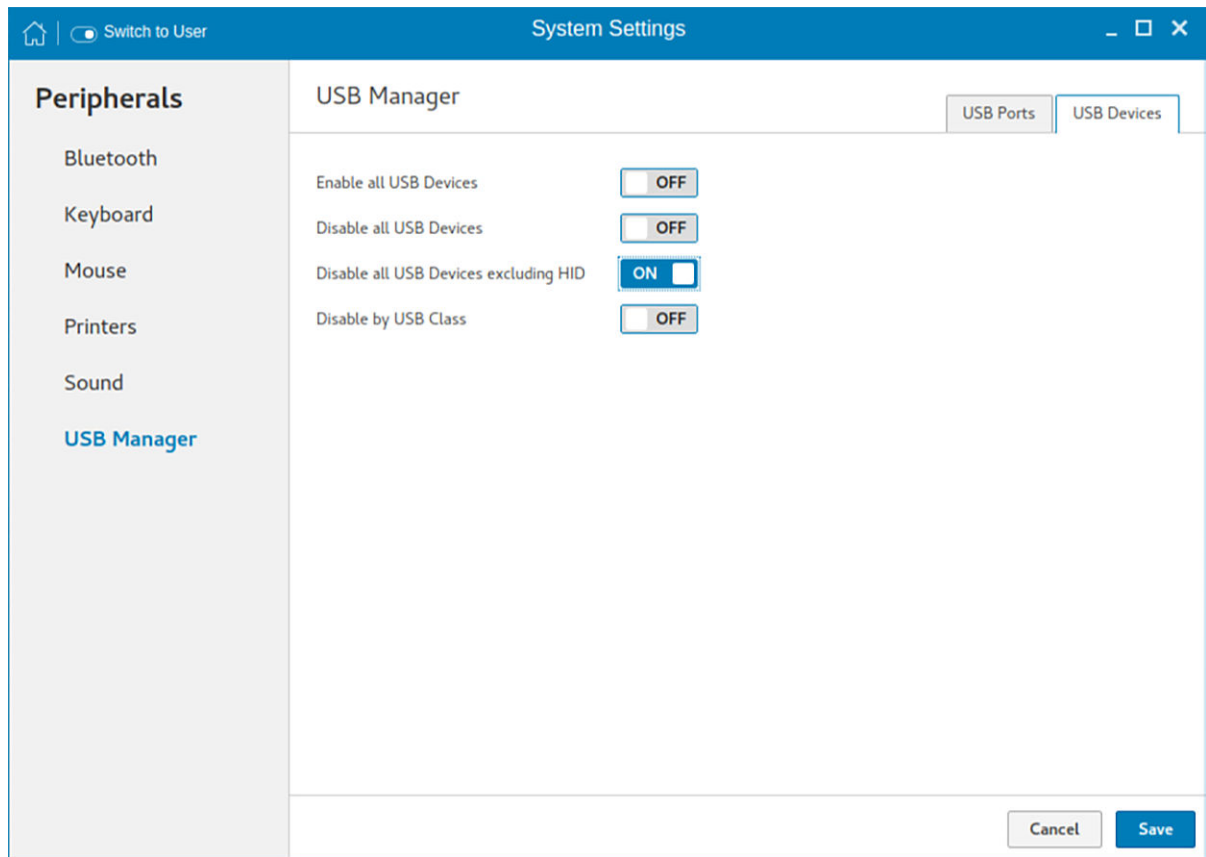 Switch to User
System Settings
Peripherals
Bluetooth
Keyboard
Mouse
Printers
Sound
USB Manager
USB Manager
USB Ports
USB Devices
Enable all USB Devices OFF
Disable all USB Devices OFF
Disable all USB Devices excluding HID ON
Disable by USB Class OFF
Cancel
Save